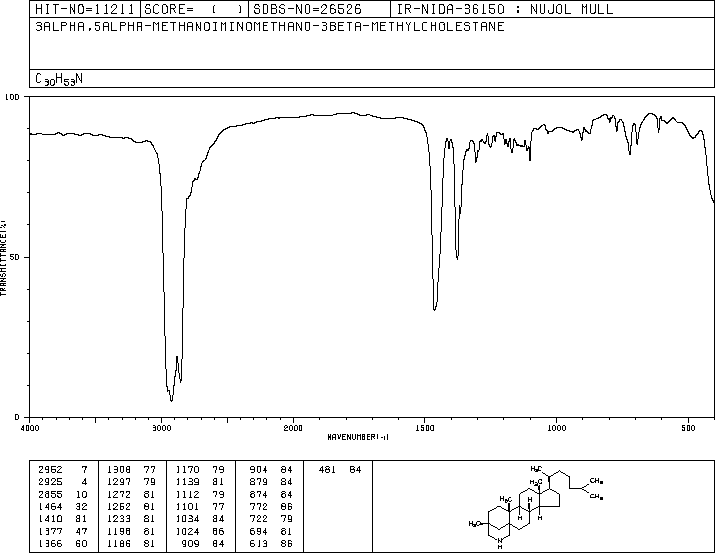 HIT-NO=11211 SCORE= ( ) SDBS-NO=26526 IR-NIDA-36150 : NUJOL MULL
3ALPHA,5ALPHA-METHANOIMINOMETHANO-3BETA-METHYLCHOLESTANE
C30H53N
100
50
0
TRANSMITTANCE(%)
4000 3000 2000 1500 1000 500
WAVENUMBER(-1)
2962 7 1308 77 1170 79 904 84 481 84
2925 4 1297 79 1139 81 879 84
2855 10 1272 81 1112 79 874 84
1464 32 1262 81 1101 77 772 86
1410 81 1233 81 1034 84 722 79
1377 47 1198 81 1024 86 694 81
1366 60 1186 81 909 84 613 86
CH3 CH3
CH3
CH3
CH3
H
H H
H3C
N
H